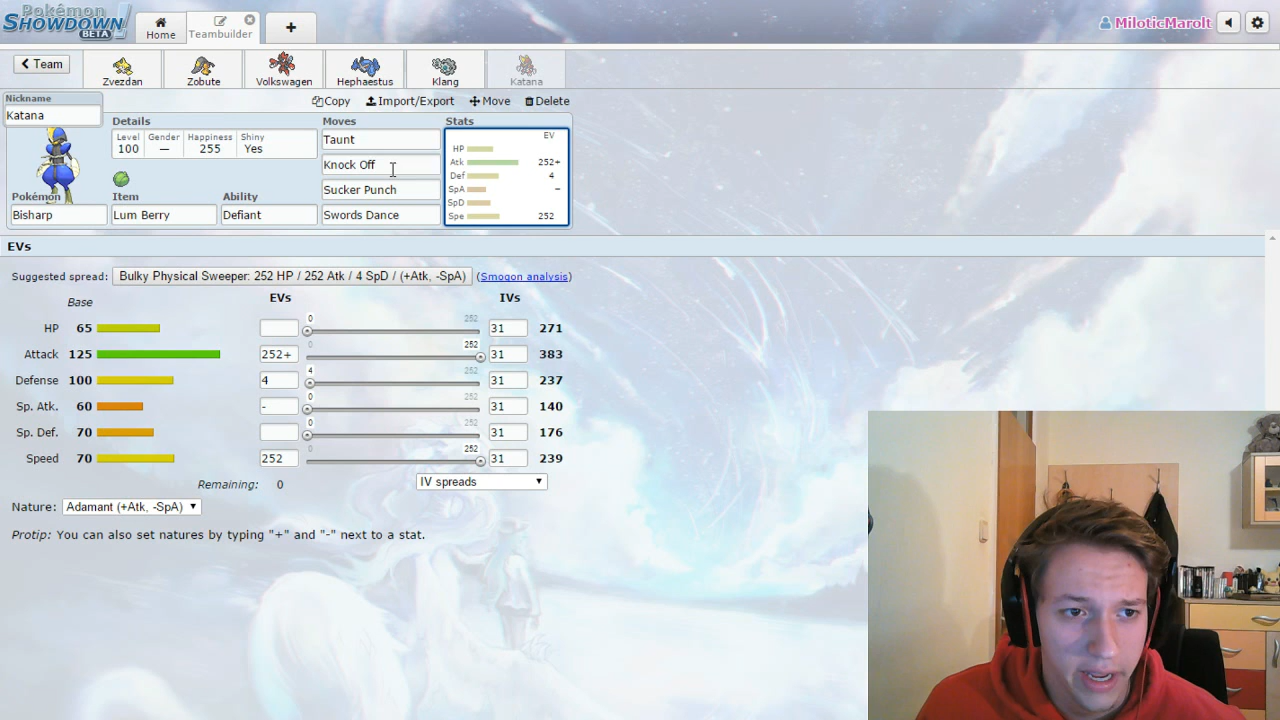 Pokémon
SHOWDOWN!
BETA
Home
Teambuilder
+
MiloticMarolt
Team
Zvezdan
Zobute
Volkswagen
Hephaestus
Klang
Katana
Nickname
Katana
Copy
Import/Export
Move
Delete
Details
Moves
Stats
Level
Gender
Happiness
Shiny
100
—
255
Yes
Taunt
Knock Off
Sucker Punch
Swords Dance
EV
HP
Atk 252+
Def 4
SpA –
SpD
Spe 252
Pokémon
Item
Ability
Bisharp
Lum Berry
Defiant
EVs
Suggested spread: Bulky Physical Sweeper: 252 HP / 252 Atk / 4 SpD / (+Atk, -SpA) (Smogon analysis)
Base
EVs
IVs
HP 65 0 252 31 271
Attack 125 252+ 0 252 31 383
Defense 100 4 4 252 31 237
Sp. Atk. 60 - 0 252 31 140
Sp. Def. 70 0 252 31 176
Speed 70 252 0 252 31 239
Remaining: 0
IV spreads
Nature: Adamant (+Atk, -SpA)
Protip: You can also set natures by typing "+" and "-" next to a stat.